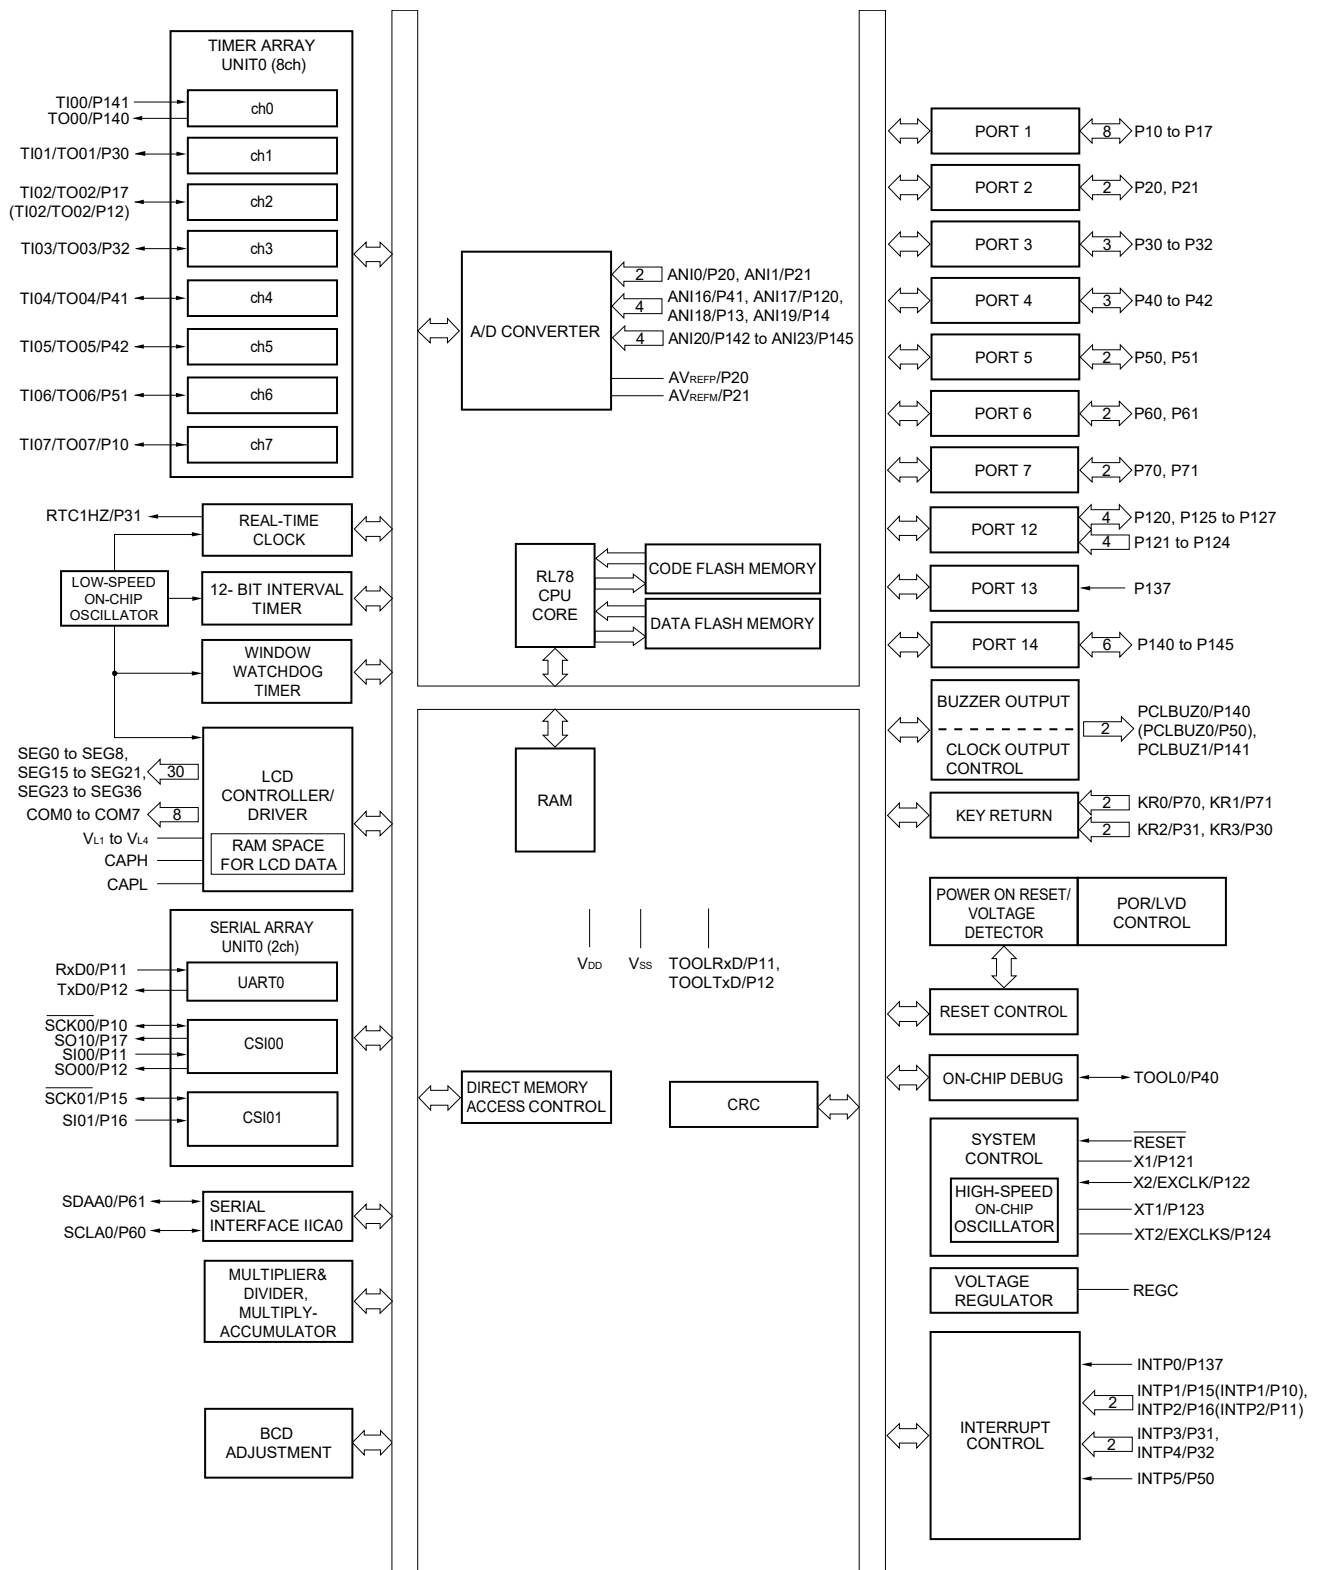 TIMER ARRAY
UNIT0 (8ch)
TI00/P141
TO00/P140
ch0
TI01/TO01/P30
ch1
TI02/TO02/P17
(TI02/TO02/P12)
ch2
TI03/TO03/P32
ch3
TI04/TO04/P41
ch4
TI05/TO05/P42
ch5
TI06/TO06/P51
ch6
TI07/TO07/P10
ch7
RTC1HZ/P31
REAL-TIME
CLOCK
LOW-SPEED
ON-CHIP
OSCILLATOR
12- BIT INTERVAL
TIMER
WINDOW
WATCHDOG
TIMER
SEG0 to SEG8,
SEG15 to SEG21,
SEG23 to SEG36
30
COM0 to COM7
8
VL1 to VL4
CAPH
CAPL
LCD
CONTROLLER/
DRIVER
RAM SPACE
FOR LCD DATA
SERIAL ARRAY
UNIT0 (2ch)
RxD0/P11
TxD0/P12
UART0
SCK00/P10
SO10/P17
SI00/P11
SO00/P12
CSI00
SCK01/P15
SI01/P16
CSI01
SDAA0/P61
SCLA0/P60
SERIAL
INTERFACE IICA0
MULTIPLIER&
DIVIDER,
MULTIPLY-
ACCUMULATOR
BCD
ADJUSTMENT
A/D CONVERTER
2
ANI0/P20, ANI1/P21
4
ANI16/P41, ANI17/P120,
ANI18/P13, ANI19/P14
4
ANI20/P142 to ANI23/P145
AVREFP/P20
AVREFM/P21
RL78
CPU
CORE
CODE FLASH MEMORY
DATA FLASH MEMORY
RAM
VDD
VSS
TOOLRxD/P11,
TOOLTxD/P12
DIRECT MEMORY
ACCESS CONTROL
CRC
PORT 1
8
P10 to P17
PORT 2
2
P20, P21
PORT 3
3
P30 to P32
PORT 4
3
P40 to P42
PORT 5
2
P50, P51
PORT 6
2
P60, P61
PORT 7
2
P70, P71
PORT 12
4
P120, P125 to P127
4
P121 to P124
PORT 13
P137
PORT 14
6
P140 to P145
BUZZER OUTPUT
CLOCK OUTPUT
CONTROL
2
PCLBUZ0/P140
(PCLBUZ0/P50),
PCLBUZ1/P141
KEY RETURN
2
KR0/P70, KR1/P71
2
KR2/P31, KR3/P30
POWER ON RESET/
VOLTAGE
DETECTOR
POR/LVD
CONTROL
RESET CONTROL
ON-CHIP DEBUG
TOOL0/P40
SYSTEM
CONTROL
HIGH-SPEED
ON-CHIP
OSCILLATOR
RESET
X1/P121
X2/EXCLK/P122
XT1/P123
XT2/EXCLKS/P124
VOLTAGE
REGULATOR
REGC
INTERRUPT
CONTROL
INTP0/P137
2
INTP1/P15(INTP1/P10),
INTP2/P16(INTP2/P11)
2
INTP3/P31,
INTP4/P32
INTP5/P50